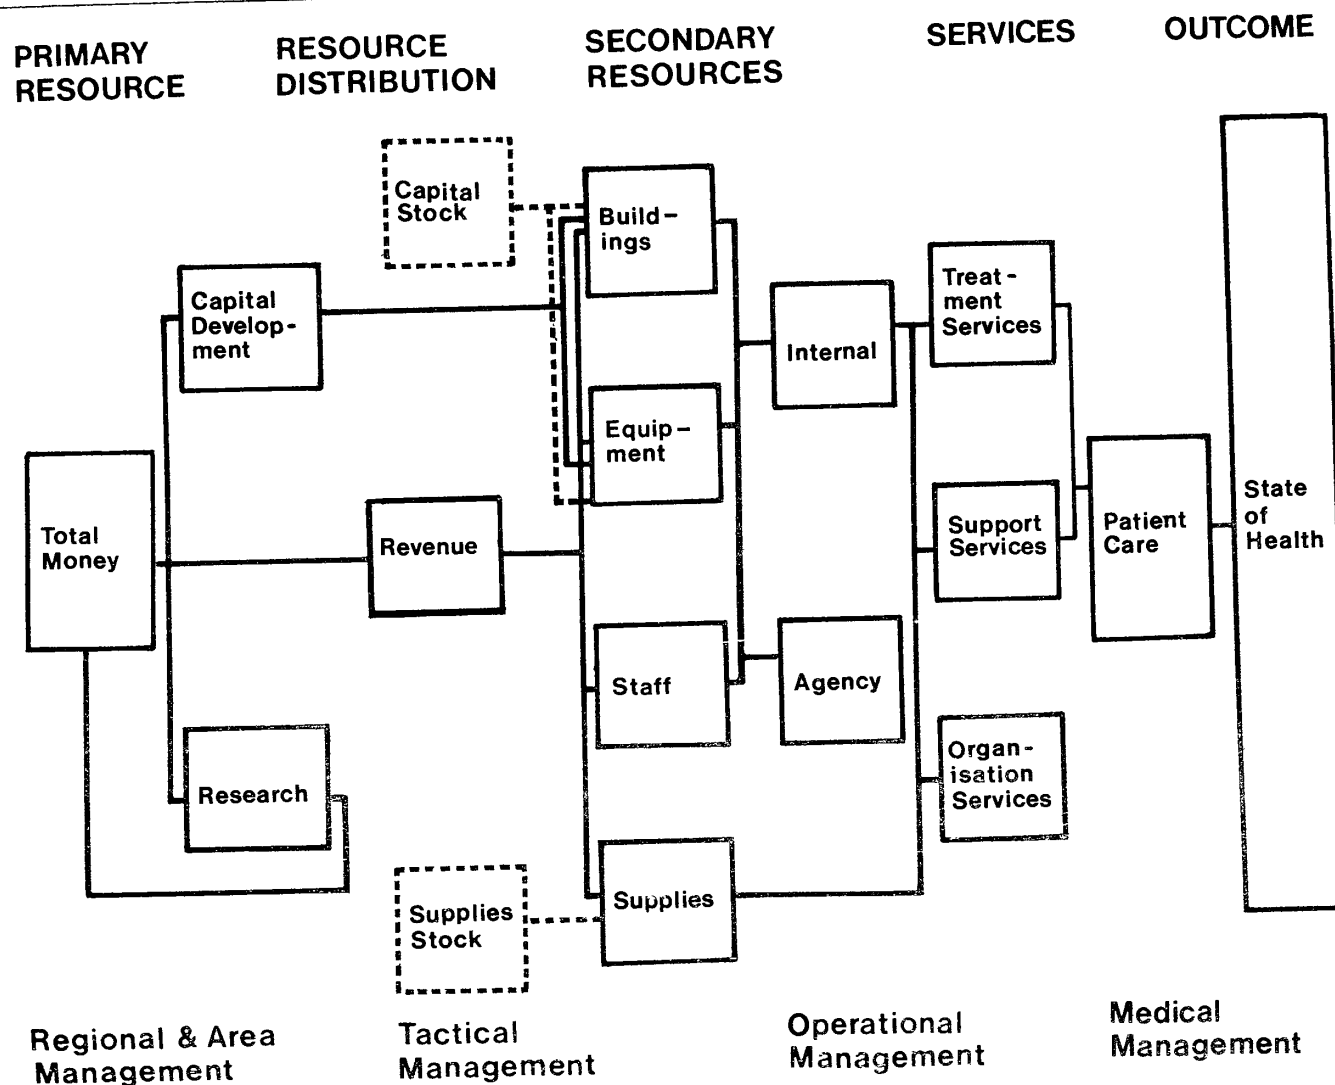 PRIMARY
RESOURCE
RESOURCE
DISTRIBUTION
SECONDARY
RESOURCES
SERVICES
OUTCOME
Capital
Stock
Build-
ings
Capital
Develop-
ment
Internal
Treat-
ment
Services
Equip-
ment
Total
Money
Revenue
Support
Services
Patient
Care
State
of
Health
Staff
Agency
Research
Organ-
isation
Services
Supplies
Stock
Supplies
Regional & Area
Management
Tactical
Management
Operational
Management
Medical
Management